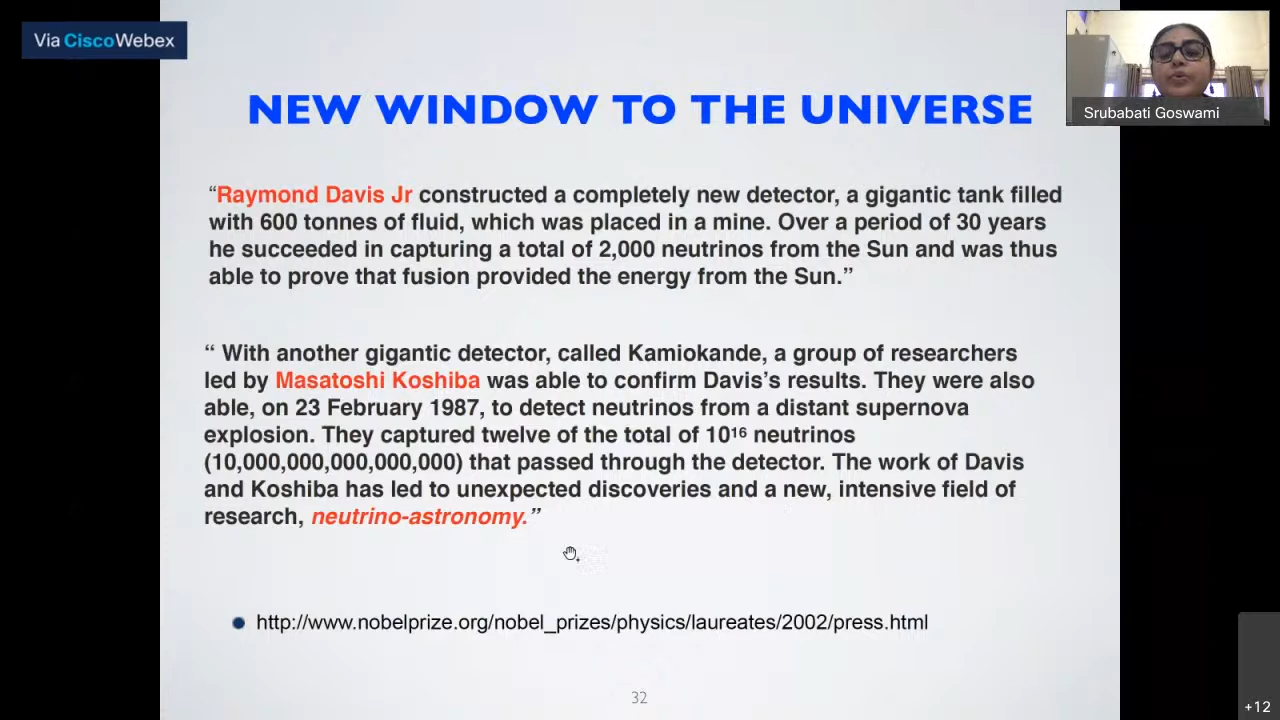 Via CiscoWebex
Srubabati Goswami
NEW WINDOW TO THE UNIVERSE
“Raymond Davis Jr constructed a completely new detector, a gigantic tank filled
with 600 tonnes of fluid, which was placed in a mine. Over a period of 30 years
he succeeded in capturing a total of 2,000 neutrinos from the Sun and was thus
able to prove that fusion provided the energy from the Sun.”
“ With another gigantic detector, called Kamiokande, a group of researchers
led by Masatoshi Koshiba was able to confirm Davis’s results. They were also
able, on 23 February 1987, to detect neutrinos from a distant supernova
explosion. They captured twelve of the total of 10¹⁶ neutrinos
(10,000,000,000,000,000) that passed through the detector. The work of Davis
and Koshiba has led to unexpected discoveries and a new, intensive field of
research, neutrino-astronomy.”
http://www.nobelprize.org/nobel_prizes/physics/laureates/2002/press.html
32
+12